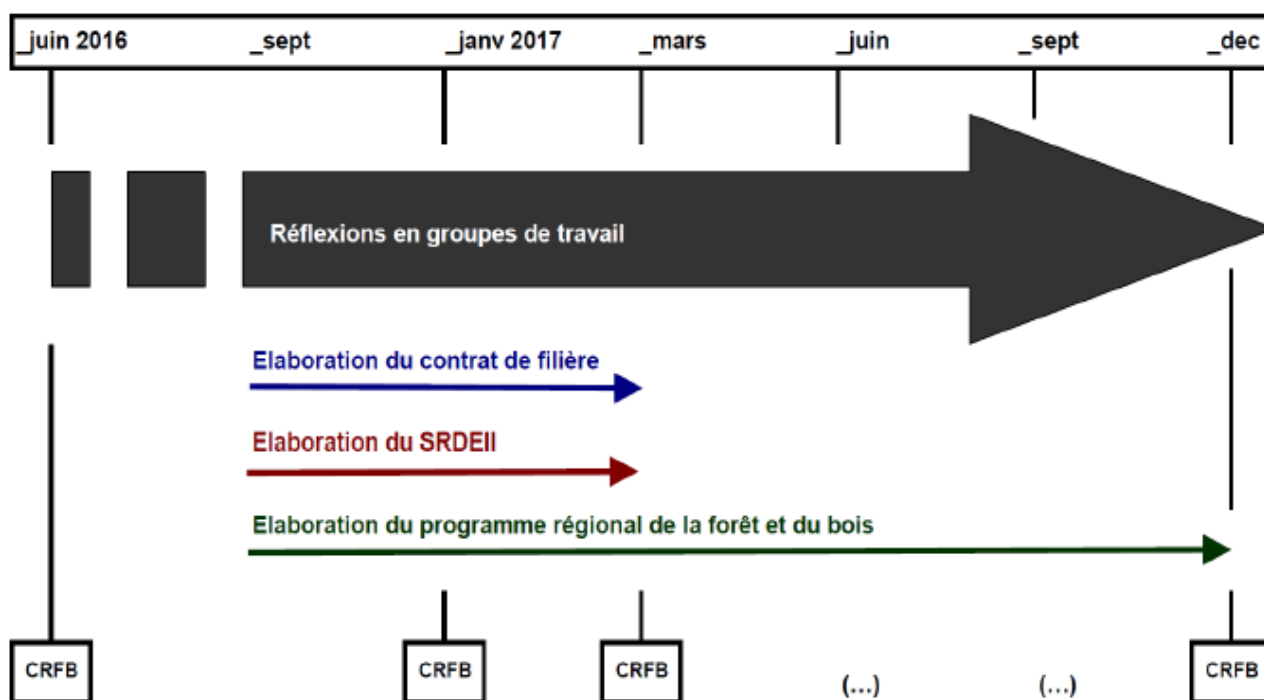 _juin 2016 _sept _janv 2017 _mars _juin _sept _dec
Réflexions en groupes de travail
Elaboration du contrat de filière
Elaboration du SRDEII
Elaboration du programme régional de la forêt et du bois
CRFB CRFB CRFB (...) (...) CRFB